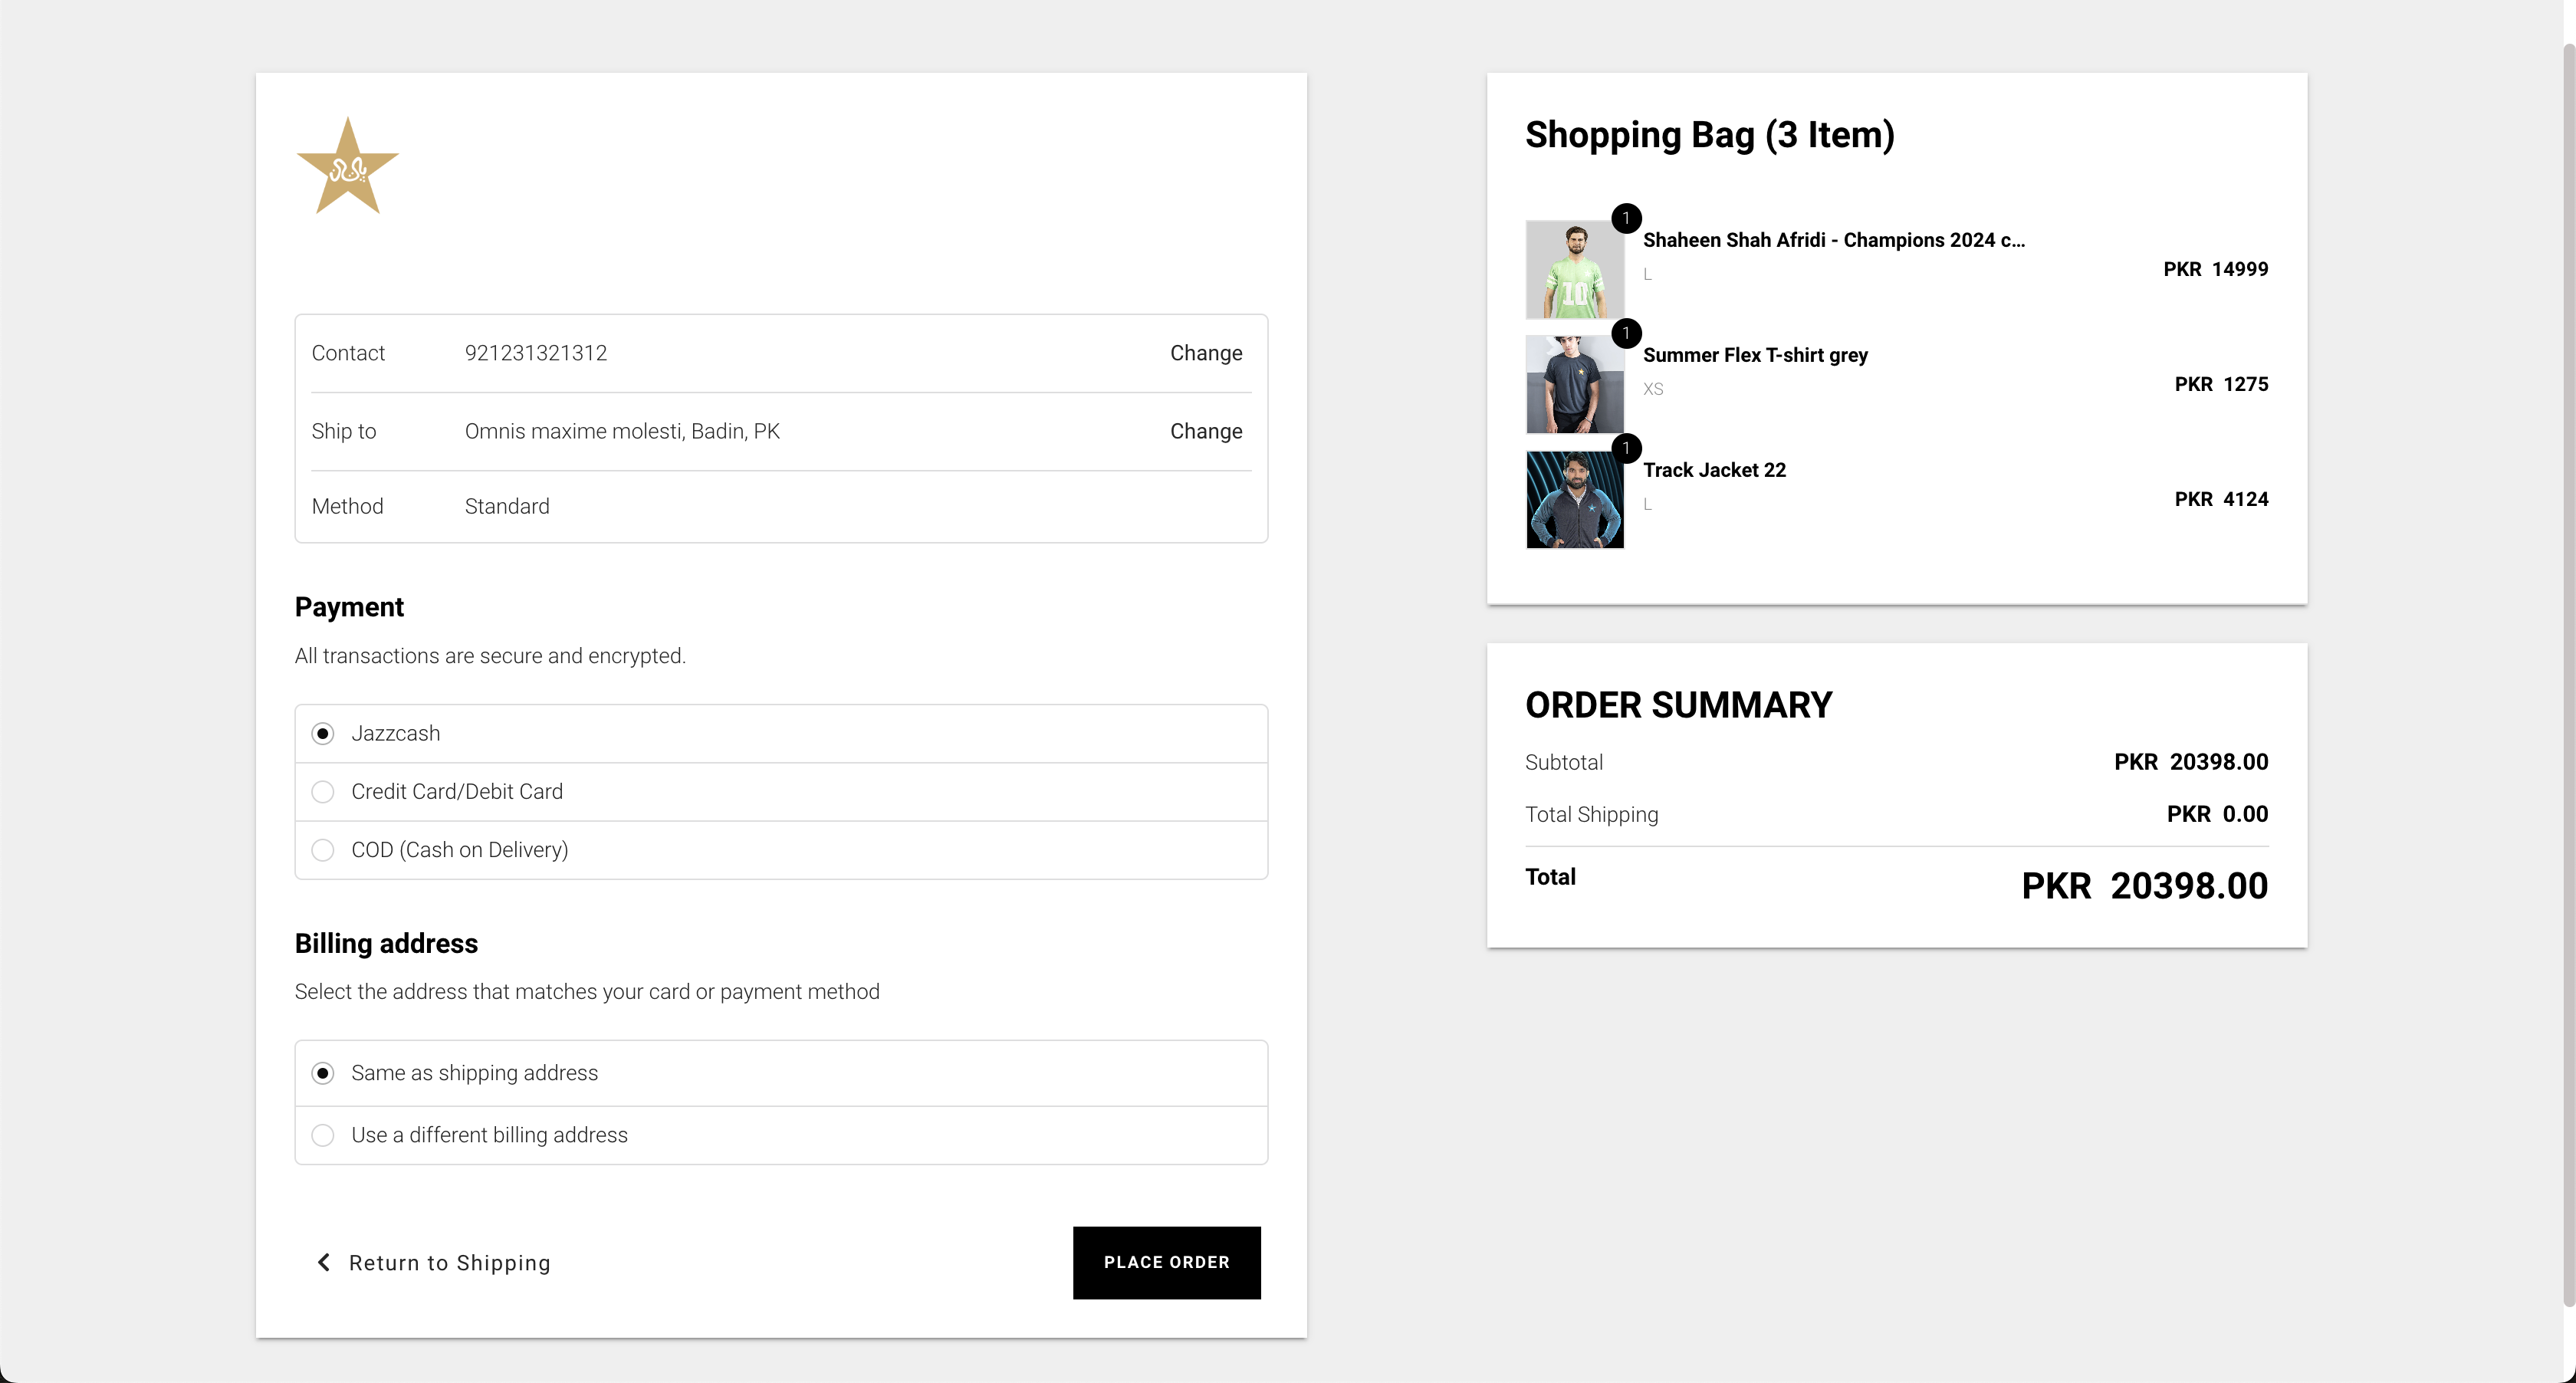 Contact 921231321312 Change
Ship to Omnis maxime molesti, Badin, PK Change
Method Standard
Payment
All transactions are secure and encrypted.
Jazzcash
Credit Card/Debit Card
COD (Cash on Delivery)
Billing address
Select the address that matches your card or payment method
Same as shipping address
Use a different billing address
Return to Shipping
PLACE ORDER
Shopping Bag (3 Item)
1
Shaheen Shah Afridi - Champions 2024 c...
L
PKR 14999
10
1
Summer Flex T-shirt grey
XS
PKR 1275
1
Track Jacket 22
L
PKR 4124
ORDER SUMMARY
Subtotal PKR 20398.00
Total Shipping PKR 0.00
Total PKR 20398.00